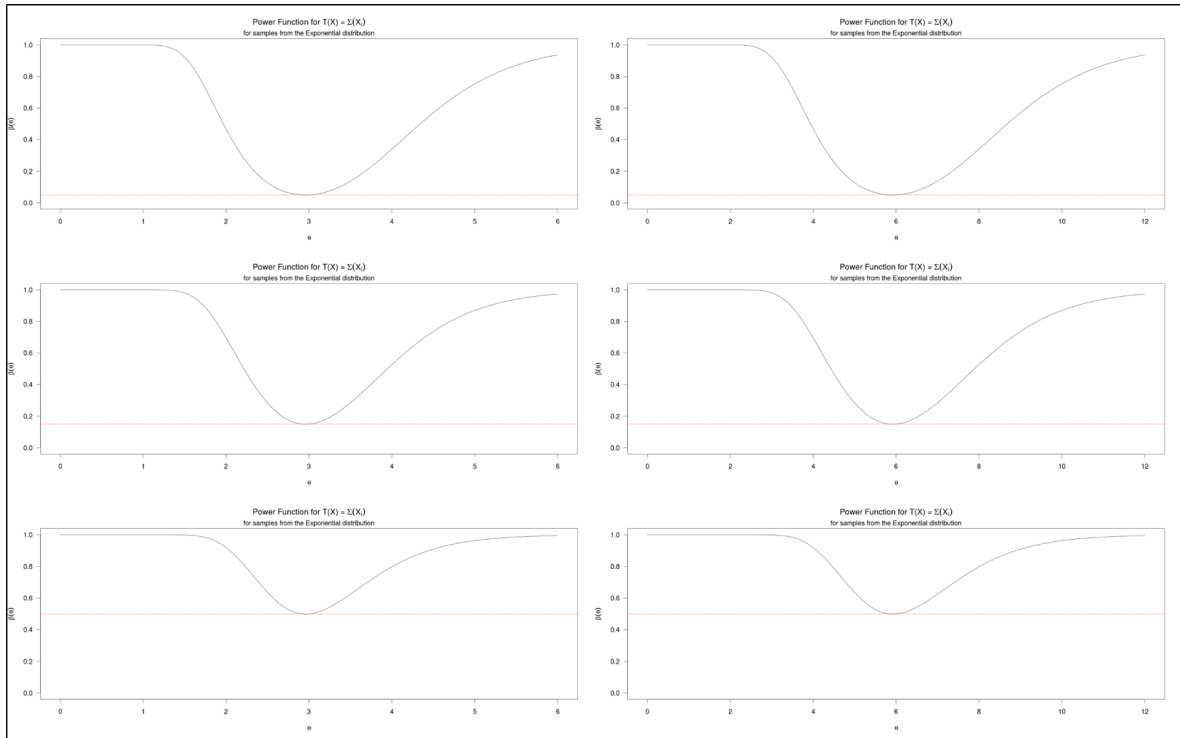 Power Function for T(X) = Σ(Xᵢ)
for samples from the Exponential distribution
1.0
0.8
0.6
0.4
0.2
0.0
β(θ)
0 1 2 3 4 5 6
θ
Power Function for T(X) = Σ(Xᵢ)
for samples from the Exponential distribution
1.0
0.8
0.6
0.4
0.2
0.0
β(θ)
0 2 4 6 8 10 12
θ
Power Function for T(X) = Σ(Xᵢ)
for samples from the Exponential distribution
1.0
0.8
0.6
0.4
0.2
0.0
β(θ)
0 1 2 3 4 5 6
θ
Power Function for T(X) = Σ(Xᵢ)
for samples from the Exponential distribution
1.0
0.8
0.6
0.4
0.2
0.0
β(θ)
0 2 4 6 8 10 12
θ
Power Function for T(X) = Σ(Xᵢ)
for samples from the Exponential distribution
1.0
0.8
0.6
0.4
0.2
0.0
β(θ)
0 1 2 3 4 5 6
θ
Power Function for T(X) = Σ(Xᵢ)
for samples from the Exponential distribution
1.0
0.8
0.6
0.4
0.2
0.0
β(θ)
0 2 4 6 8 10 12
θ